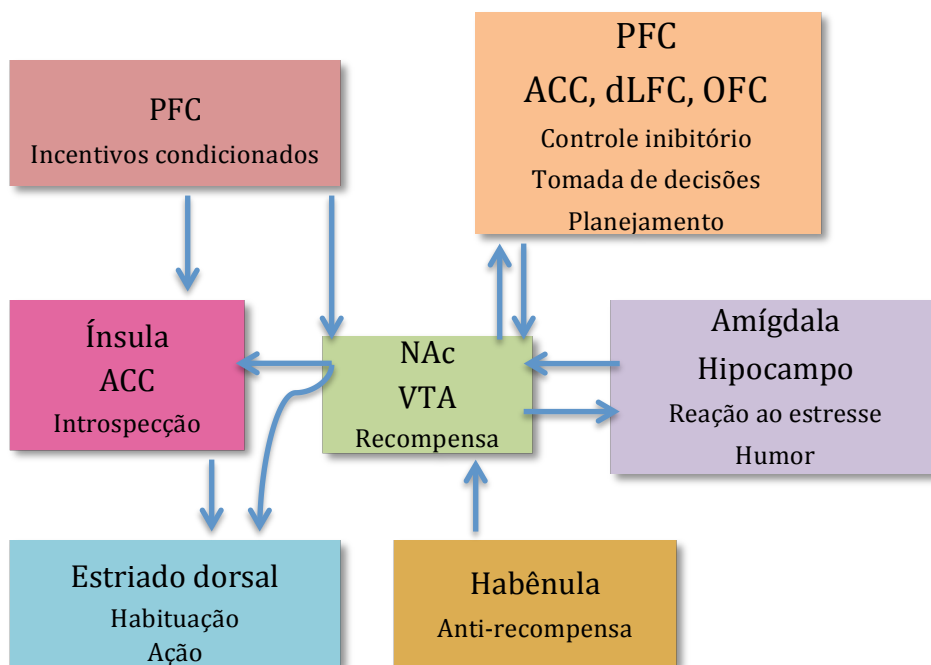 PFC
Incentivos condicionados
PFC
ACC, dLFC, OFC
Controle inibitório
Tomada de decisões
Planejamento
Ínsula
ACC
Introspecção
NAc
VTA
Recompensa
Amígdala
Hipocampo
Reação ao estresse
Humor
Estriado dorsal
Habituação
Ação
Habênula
Anti-recompensa